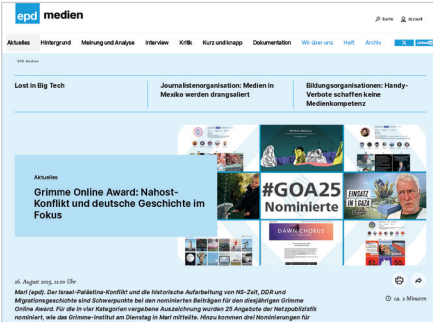 epd medien
Suche Account
Aktuelles Hintergrund Meinung und Analyse Interview Kritik Kurz und knapp Dokumentation Wir über uns Heft Archiv
EPD Medien
Lost in Big Tech
Journalistenorganisation: Medien in
Mexiko werden drangsaliert
Bildungsorganisationen: Handy-
Verbote schaffen keine
Medienkompetenz
Aktuelles
Grimme Online Award: Nahost-
Konflikt und deutsche Geschichte im
Fokus
#GOA25
Nominierte
EINSATZ
IN GAZA
DAWN CHORUS
26. August 2025, 12:00 Uhr
ca. 2 Minuten
Marl (epd). Der Israel-Palästina-Konflikt und die historische Aufarbeitung von NS-Zeit, DDR und
Migrationsgeschichte sind Schwerpunkte bei den nominierten Beiträgen für den diesjährigen Grimme
Online Award. Für die in vier Kategorien vergebene Auszeichnung wurden 25 Angebote der Netzpublizistik
nominiert, wie das Grimme-Institut am Dienstag in Marl mitteilte. Hinzu kommen drei Nominierungen für